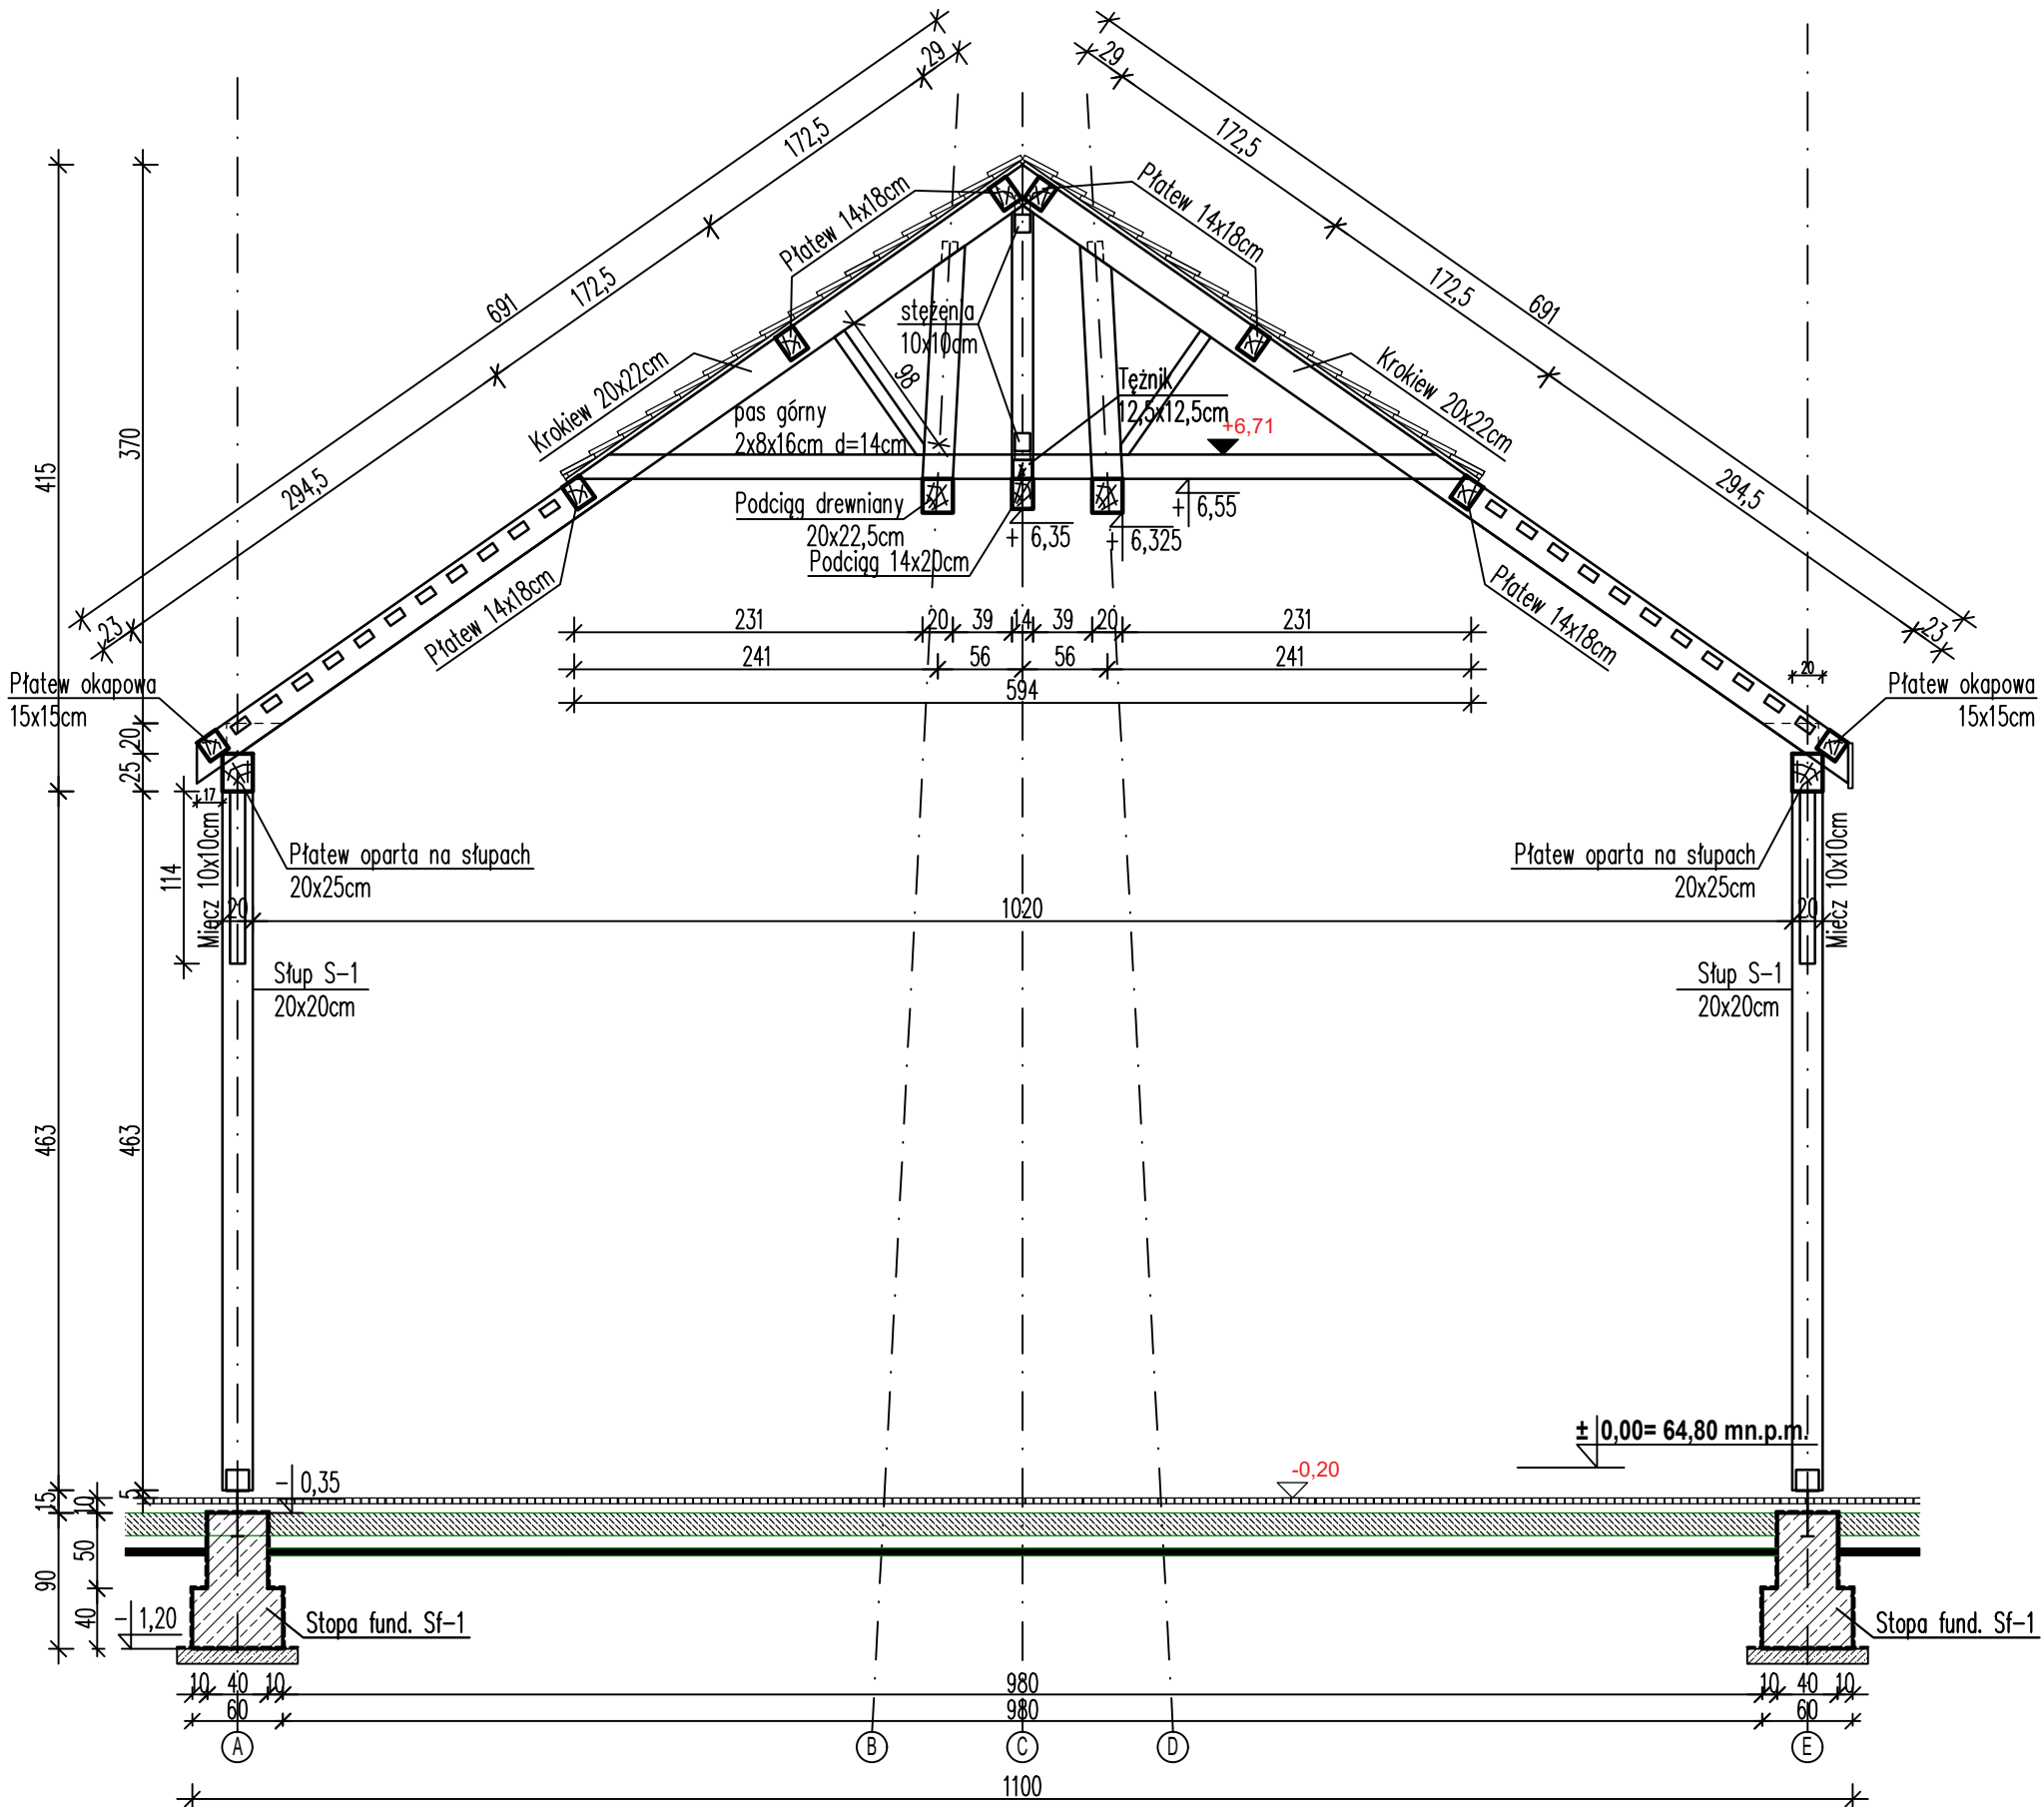 29
172,5
172,5
691
294,5
23
29
172,5
172,5
691
294,5
23
Płatew 14x18cm
Płatew 14x18cm
stężenia
10x10cm
98
Krokiew 20x22cm
Krokiew 20x22cm
pas górny
2x8x16cm d=14cm
Tężnik
12,5x12,5cm
+6,71
Podciąg drewniany
20x22,5cm
Podciąg 14x20cm
+ 6,35
+ 6,325
+ 6,55
Płatew 14x18cm
Płatew 14x18cm
415
370
231
20
39
14
39
20
231
241
56
56
241
594
20
Płatew okapowa
15x15cm
Płatew okapowa
15x15cm
20
25
17
114
Miecz 10x10cm
Płatew oparta na słupach
20x25cm
Płatew oparta na słupach
20x25cm
Miecz 10x10cm
20
1020
20
Słup S-1
20x20cm
Słup S-1
20x20cm
463
463
± 0,00= 64,80 mn.p.m.
- 0,35
-0,20
15
10
5
50
90
40
- 1,20
Stopa fund. Sf-1
Stopa fund. Sf-1
10
40
10
980
10
40
10
60
980
60
A
B
C
D
E
1100